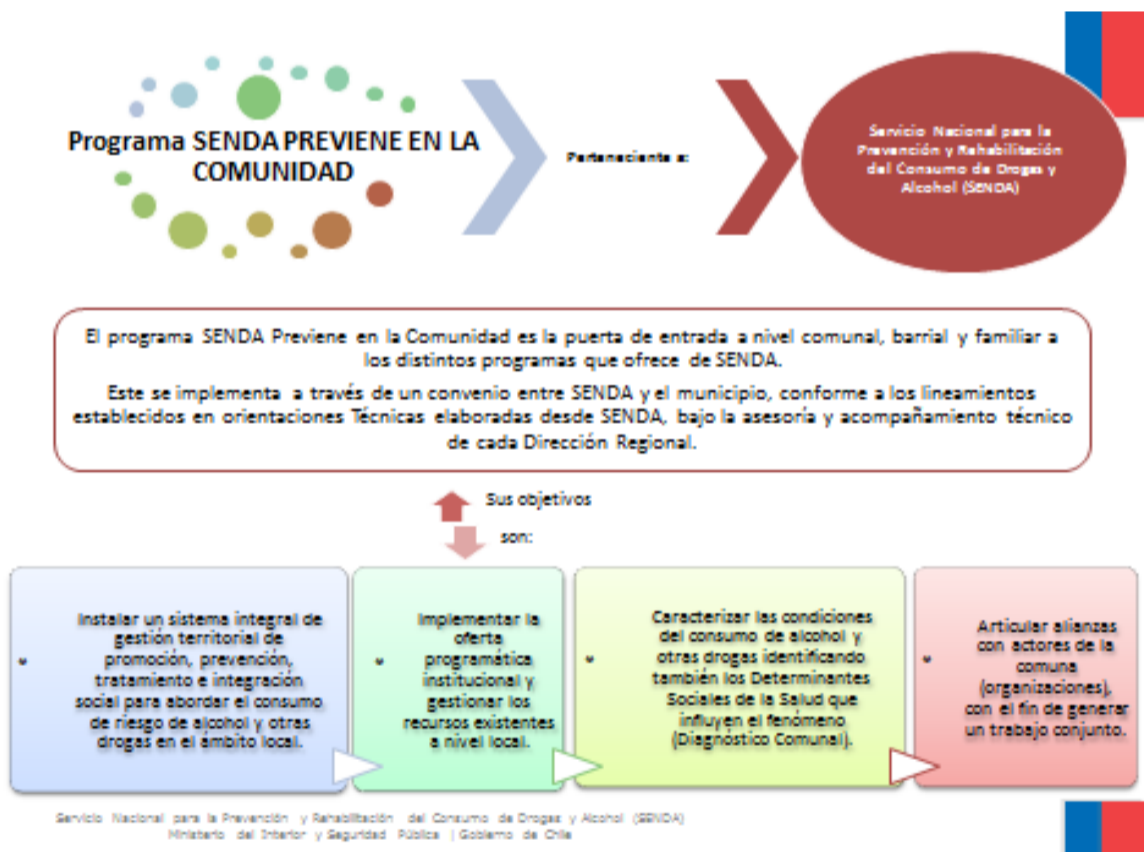 Programa SENDA PREVIENE EN LA
COMUNIDAD
Perteneciente a:
Servicio Nacional para la
Prevención y Rehabilitación
del Consumo de Drogas y
Alcohol (SENDA)
El programa SENDA Previene en la Comunidad es la puerta de entrada a nivel comunal, barrial y familiar a
los distintos programas que ofrece de SENDA.
Este se implementa a través de un convenio entre SENDA y el municipio, conforme a los lineamientos
establecidos en orientaciones Técnicas elaboradas desde SENDA, bajo la asesoría y acompañamiento técnico
de cada Dirección Regional.
Sus objetivos
son:
Instalar un sistema integral de
gestión territorial de
promoción, prevención,
tratamiento e integración
social para abordar el consumo
de riesgo de alcohol y otras
drogas en el ámbito local.
Implementar la
oferta
programática
institucional y
gestionar los
recursos existentes
a nivel local.
Caracterizar las condiciones
del consumo de alcohol y
otras drogas identificando
también los Determinantes
Sociales de la Salud que
influyen el fenómeno
(Diagnóstico Comunal).
Articular alianzas
con actores de la
comuna
(organizaciones),
con el fin de generar
un trabajo conjunto.
Servicio Nacional para la Prevención y Rehabilitación del Consumo de Drogas y Alcohol (SENDA)
Ministerio del Interior y Seguridad Pública | Gobierno de Chile